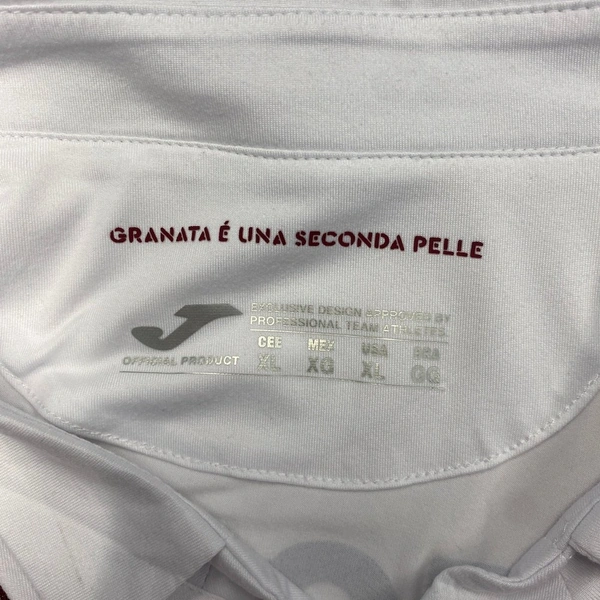 GRANATA É UNA SECONDA PELLE
EXCLUSIVE DESIGN APPROVED BY
PROFESSIONAL TEAM ATHLETES.
OFFICIAL PRODUCT
CEE MEX USA BRA
XL XG XL GG